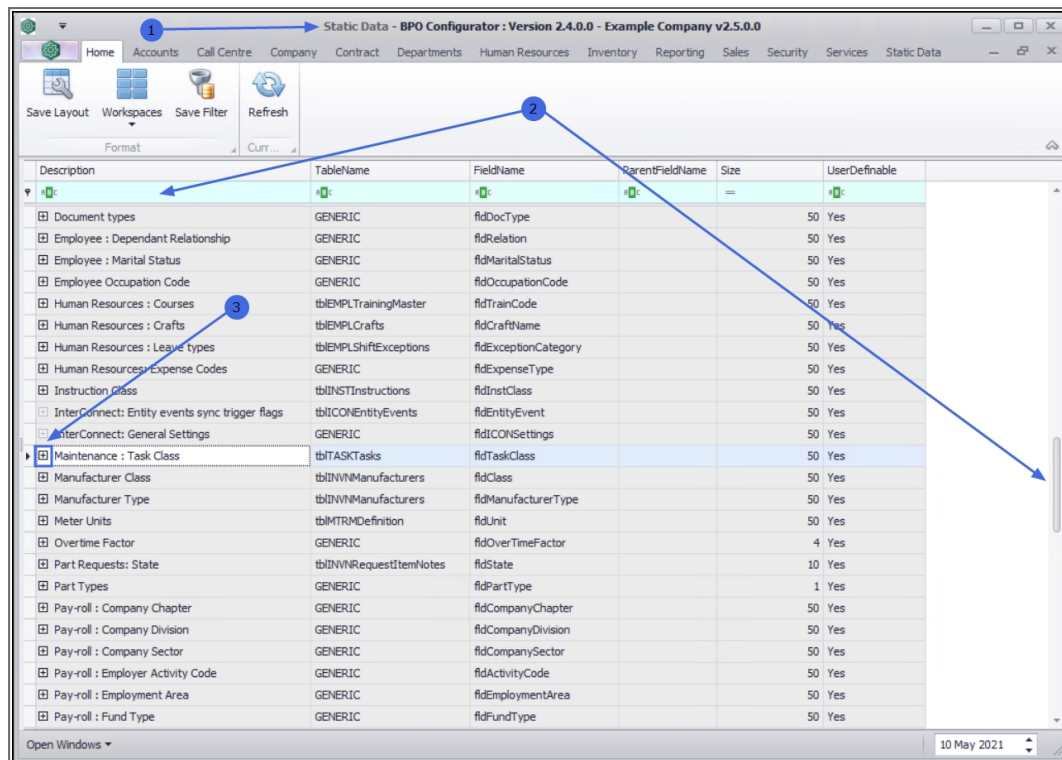 1
Static Data - BPO Configurator : Version 2.4.0.0 - Example Company v2.5.0.0
Home Accounts Call Centre Company Contract Departments Human Resources Inventory Reporting Sales Security Services Static Data
Save Layout Workspaces Save Filter Refresh
2
Format Curr...
Description TableName FieldName ParentFieldName Size UserDefinable
ABC ABC ABC ABC = ABC
Document types GENERIC fldDocType 50 Yes
Employee : Dependant Relationship GENERIC fldRelation 50 Yes
Employee : Marital Status GENERIC fldMaritalStatus 50 Yes
Employee Occupation Code GENERIC fldOccupationCode 50 Yes
Human Resources : Courses tblEMPLTrainingMaster fldTrainCode 50 Yes
3
Human Resources : Crafts tblEMPLCrafts fldCraftName 50 Yes
Human Resources : Leave types tblEMPLShiftExceptions fldExceptionCategory 50 Yes
Human Resources: Expense Codes GENERIC fldExpenseType 50 Yes
Instruction Class tblINSTInstructions fldInstClass 50 Yes
InterConnect: Entity events sync trigger flags tblICONEntityEvents fldEntityEvent 50 Yes
InterConnect: General Settings GENERIC fldICONSettings 50 Yes
Maintenance : Task Class tblTASKTasks fldTaskClass 50 Yes
Manufacturer Class tblINVNManufacturers fldClass 50 Yes
Manufacturer Type tblINVNManufacturers fldManufacturerType 50 Yes
Meter Units tblMTRMDefinition fldUnit 50 Yes
Overtime Factor GENERIC fldOverTimeFactor 4 Yes
Part Requests: State tblINVNRequestItemNotes fldState 10 Yes
Part Types GENERIC fldPartType 1 Yes
Pay-roll : Company Chapter GENERIC fldCompanyChapter 50 Yes
Pay-roll : Company Division GENERIC fldCompanyDivision 50 Yes
Pay-roll : Company Sector GENERIC fldCompanySector 50 Yes
Pay-roll : Employer Activity Code GENERIC fldActivityCode 50 Yes
Pay-roll : Employment Area GENERIC fldEmploymentArea 50 Yes
Pay-roll : Fund Type GENERIC fldFundType 50 Yes
Open Windows 10 May 2021